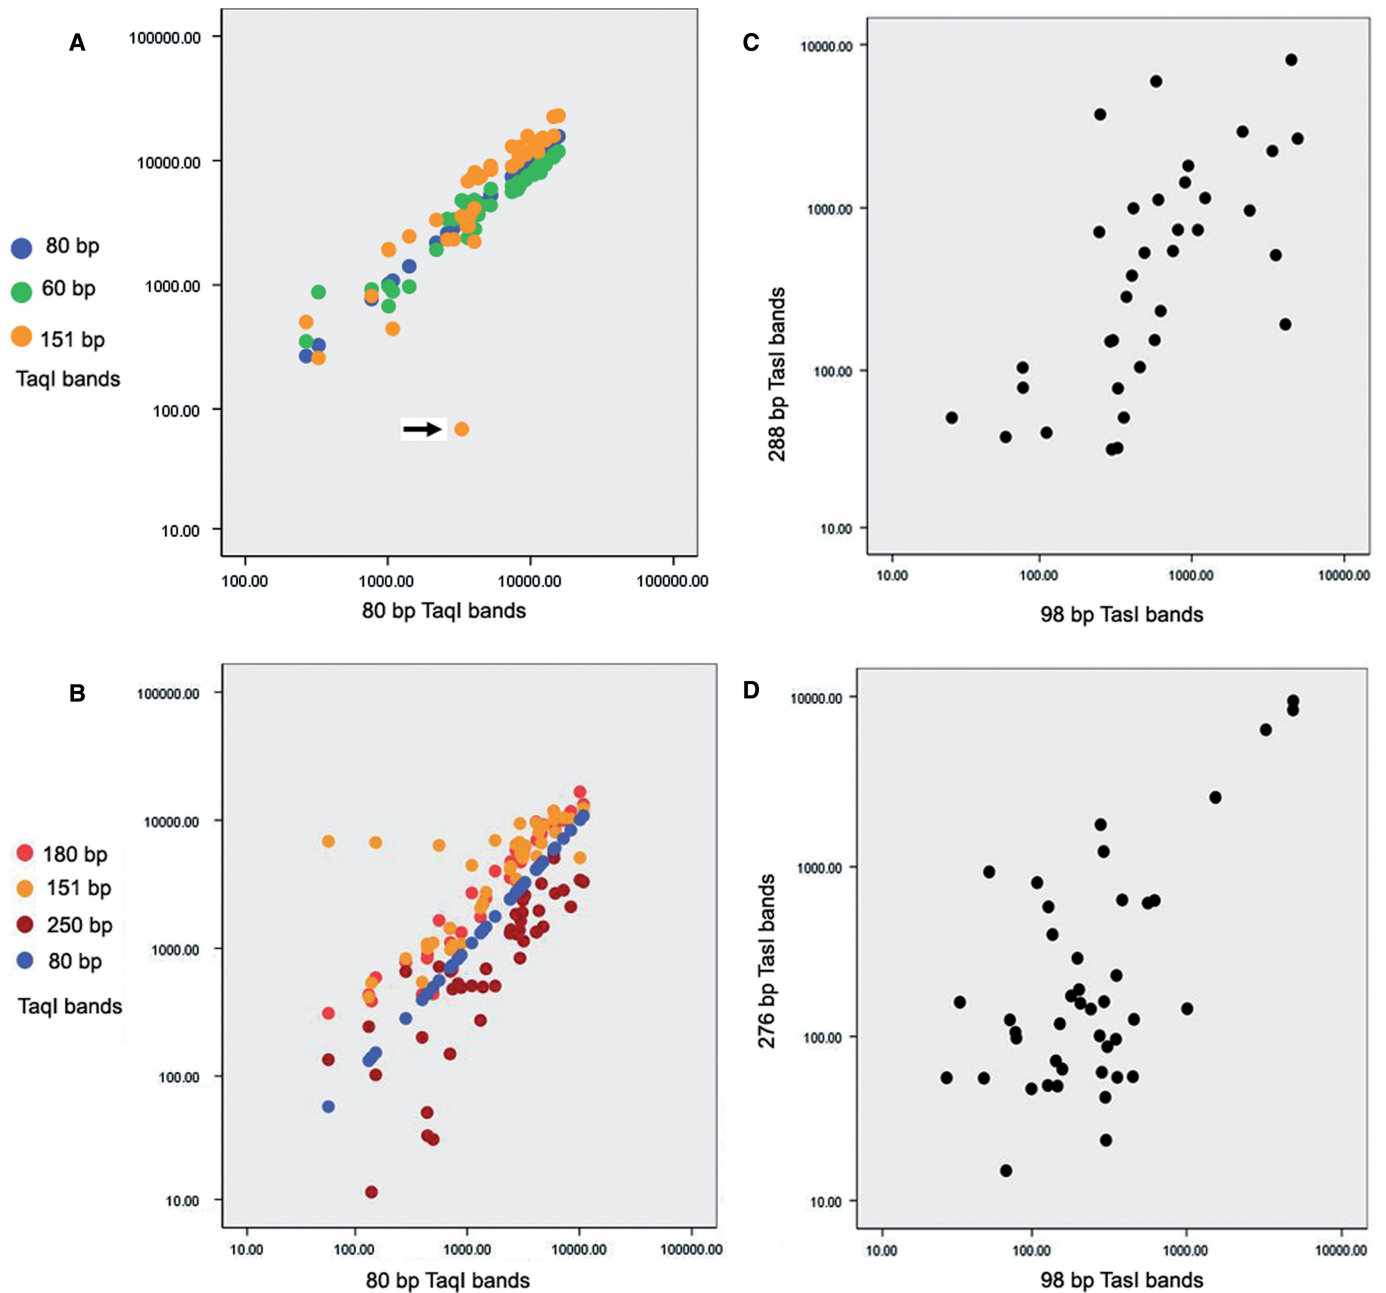 A
100000.00
10000.00
1000.00
100.00
10.00
80 bp
60 bp
151 bp
TaqI bands
100.00 1000.00 10000.00 100000.00
80 bp TaqI bands
C
10000.00
1000.00
100.00
10.00
288 bp TasI bands
10.00 100.00 1000.00 10000.00
98 bp TasI bands
B
100000.00
10000.00
1000.00
100.00
10.00
180 bp
151 bp
250 bp
80 bp
TaqI bands
10.00 100.00 1000.00 10000.00 100000.00
80 bp TaqI bands
D
10000.00
1000.00
100.00
10.00
276 bp TasI bands
10.00 100.00 1000.00 10000.00
98 bp TasI bands